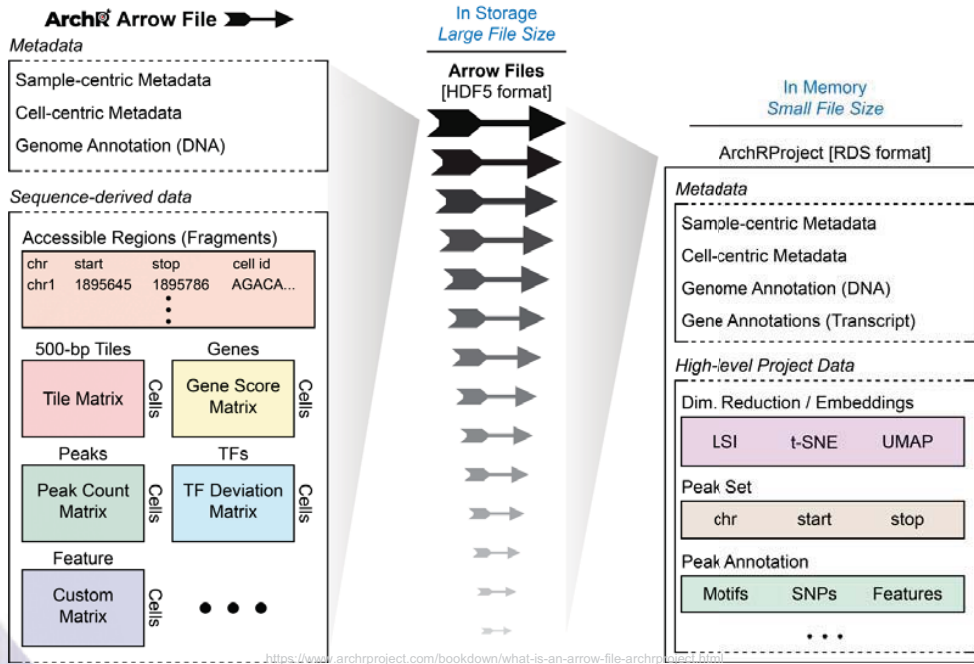 ArchR Arrow File
Metadata
Sample-centric Metadata
Cell-centric Metadata
Genome Annotation (DNA)
Sequence-derived data
Accessible Regions (Fragments)
chr start stop cell id
chr1 1895645 1895786 AGACA...
500-bp Tiles
Tile Matrix
Cells
Genes
Gene Score
Matrix
Cells
Peaks
Peak Count
Matrix
Cells
TFs
TF Deviation
Matrix
Cells
Feature
Custom
Matrix
Cells
In Storage
Large File Size
Arrow Files
[HDF5 format]
In Memory
Small File Size
ArchRProject [RDS format]
Metadata
Sample-centric Metadata
Cell-centric Metadata
Genome Annotation (DNA)
Gene Annotations (Transcript)
High-level Project Data
Dim. Reduction / Embeddings
LSI t-SNE UMAP
Peak Set
chr start stop
Peak Annotation
Motifs SNPs Features
https://www.archrproject.com/bookdown/what-is-an-arrow-file-archrproject.html